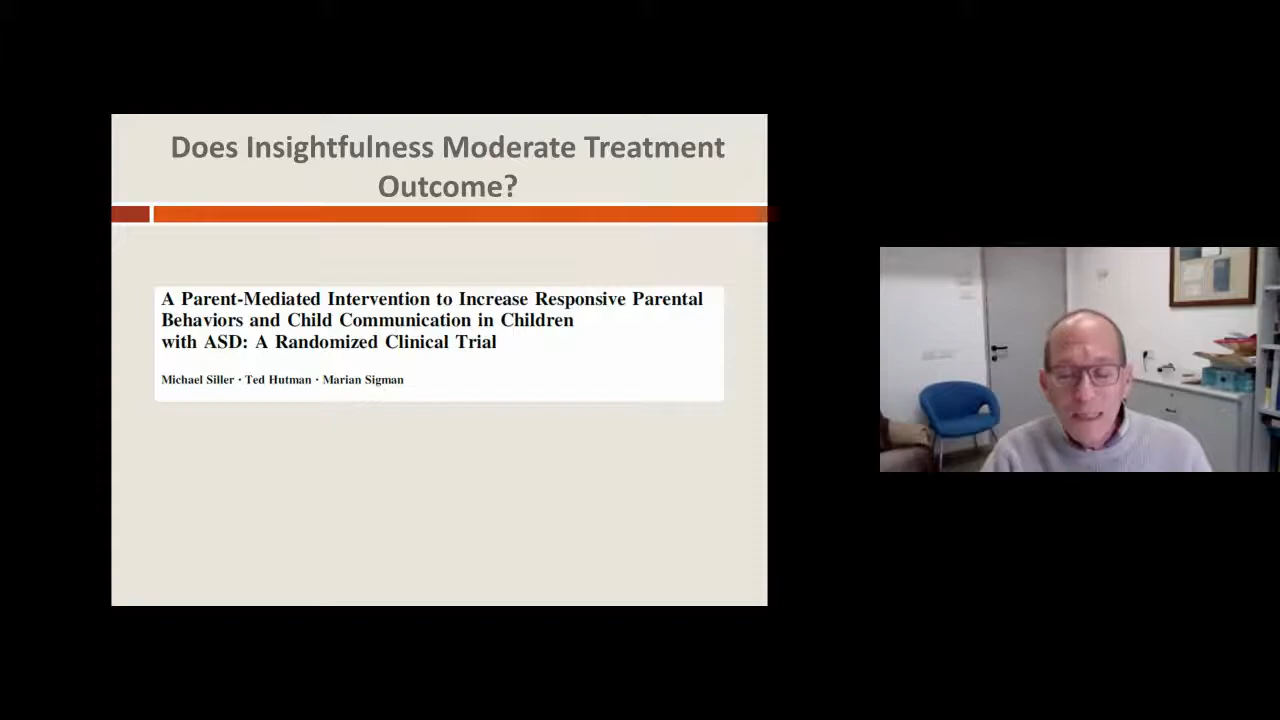 Does Insightfulness Moderate Treatment
Outcome?
A Parent-Mediated Intervention to Increase Responsive Parental
Behaviors and Child Communication in Children
with ASD: A Randomized Clinical Trial
Michael Siller · Ted Hutman · Marian Sigman